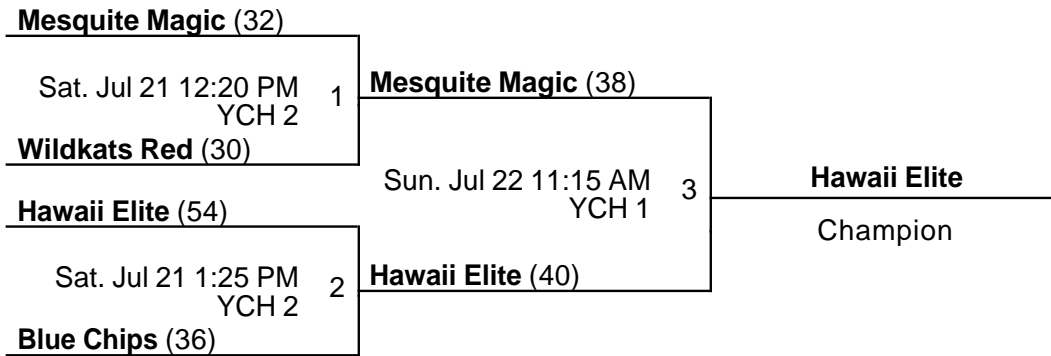 Mesquite Magic (32)
Sat. Jul 21 12:20 PM
YCH 2
1
Wildkats Red (30)
Mesquite Magic (38)
Sun. Jul 22 11:15 AM
YCH 1
3
Hawaii Elite
Champion
Hawaii Elite (54)
Sat. Jul 21 1:25 PM
YCH 2
2
Blue Chips (36)
Hawaii Elite (40)